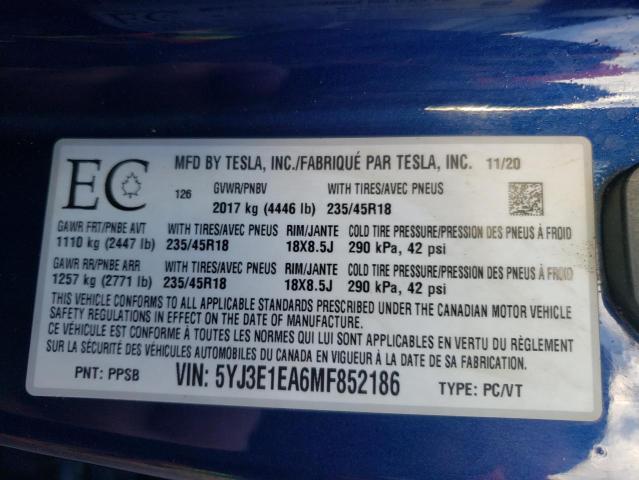 EC
MFD BY TESLA, INC./FABRIQUÉ PAR TESLA, INC. 11/20
126 GVWR/PNBV WITH TIRES/AVEC PNEUS
2017 kg (4446 lb) 235/45R18
GAWR FRT/PNBE AVT WITH TIRES/AVEC PNEUS RIM/JANTE COLD TIRE PRESSURE/PRESSION DES PNEUS À FROID
1110 kg (2447 lb) 235/45R18 18X8.5J 290 kPa, 42 psi
GAWR RR/PNBE ARR WITH TIRES/AVEC PNEUS RIM/JANTE COLD TIRE PRESSURE/PRESSION DES PNEUS À FROID
1257 kg (2771 lb) 235/45R18 18X8.5J 290 kPa, 42 psi
THIS VEHICLE CONFORMS TO ALL APPLICABLE STANDARDS PRESCRIBED UNDER THE CANADIAN MOTOR VEHICLE
SAFETY REGULATIONS IN EFFECT ON THE DATE OF MANUFACTURE.
CE VÉHICULE EST CONFORME À TOUTES LES NORMES QUI LUI SONT APPLICABLES EN VERTU DU RÈGLEMENT
SUR LA SÉCURITÉ DES VÉHICULES AUTOMOBILES DU CANADA EN VIGUEUR À LA DATE DE SA FABRICATION.
PNT: PPSB VIN: 5YJ3E1EA6MF852186 TYPE: PC/VT